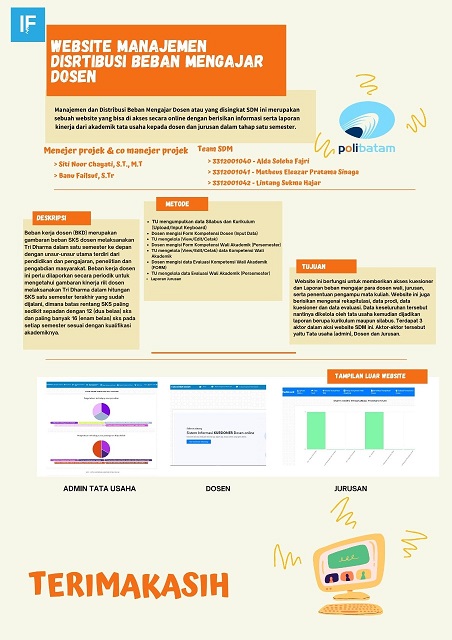 IF
WEBSITE MANAJEMEN
DISRTIBUSI BEBAN MENGAJAR
DOSEN
Manajemen dan Distribusi Beban Mengajar Dosen atau yang disingkat SDM ini merupakan
sebuah website yang bisa di akses secara online dengan berisikan informasi serta laporan
kinerja dari akademik tata usaha kepada dosen dan jurusan dalam tahap satu semester.
polibatam
Menejer projek & co manejer projek
> Siti Noor Chayati, S.T., M.T
> Banu Failsuf, S.Tr
Team SDM
> 3312001040 - Aldo Soleha Fajri
> 3312001041 - Matheus Eleazar Pratama Sinaga
> 3312001042 - Lintang Sukma Hajar
DESKRIPSI
Beban kerja dosen (BKD) merupakan
gambaran beban SKS dosen melaksanakan
Tri Dharma dalam satu semester ke depan
dengan unsur-unsur utama terdiri dari
pendidikan dan pengajaran, penelitian dan
pengabdian masyarakat. Beban kerja dosen
ini perlu dilaporkan secara periodik untuk
mengetahui gambaran kinerja riil dosen
melaksanakan Tri Dharma dalam hitungan
SKS satu semester terakhir yang sudah
dijalani, dimana batas rentang SKS paling
sedikit sepadan dengan 12 (dua belas) sks
dan paling banyak 16 (enam belas) sks pada
setiap semester sesuai dengan kualifikasi
akademiknya.
METODE
• TU mengumpulkan data Silabus dan Kurikulum
(Upload/Input Keyboard)
• Dosen mengisi Form Kompetensi Dosen (Input Data)
• TU mengelola (View/Edit/Cetak)
• Dosen mengisi Form Kompetensi Wali Akademik (Persemester)
• TU mengelola (View/Edit/Cetak) data Kompetensi Wali
Akademik
• Dosen mengisi data Evaluasi Kompetensi Wali Akademik
(FORM)
• TU mengelola data Evaluasi Wali Akademik (Persemester)
• Laporan Jurusan
TUJUAN
Website ini berfungsi untuk memberikan akses kuesioner
dan Laporan beban mengajar para dosen wali, jurusan,
serta penentuan pengampu mata kuliah. Website ini juga
berisikan mengenai rekapitulasi, data prodi, data
kuesioner dan data evaluasi. Data keseluruhan tersebut
nantinya dikelola oleh tata usaha kemudian dijadikan
laporan berupa kurikulum maupun silabus. Terdapat 3
aktor dalam aksi website SDM ini. Aktor-aktor tersebut
yaitu Tata usaha (admin), Dosen dan Jurusan.
TAMPILAN LUAR WEBSITE
Sistem Informasi KUESIONER Dosen online
ADMIN TATA USAHA
DOSEN
JURUSAN
TERIMAKASIH